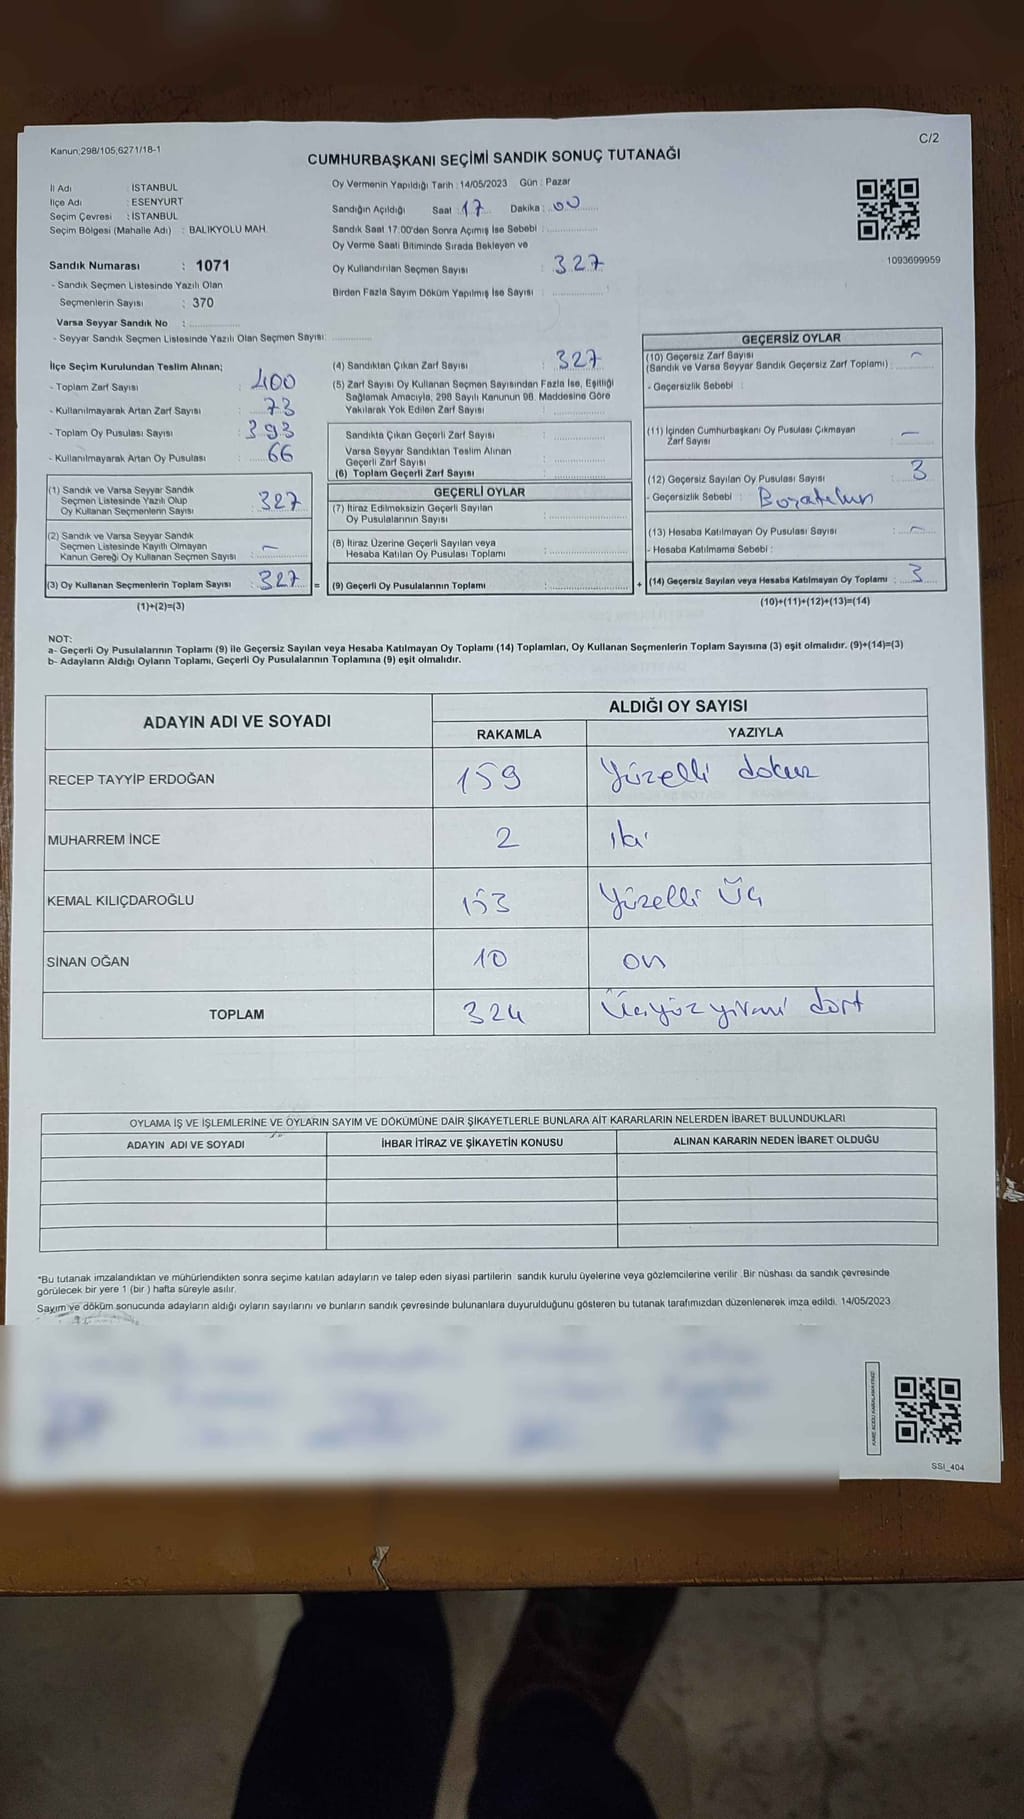 Kanun;298/105;6271/18-1
C/2
CUMHURBAŞKANI SEÇİMİ SANDIK SONUÇ TUTANAĞI
İl Adı : İSTANBUL
İlçe Adı : ESENYURT
Seçim Çevresi : İSTANBUL
Seçim Bölgesi (Mahalle Adı) : BALIKYOLU MAH.
Sandık Numarası : 1071
- Sandık Seçmen Listesinde Yazılı Olan
Seçmenlerin Sayısı : 370
Varsa Seyyar Sandık No :
- Seyyar Sandık Seçmen Listesinde Yazılı Olan Seçmen Sayısı:
Oy Vermenin Yapıldığı Tarih : 14/05/2023 Gün : Pazar
Sandığın Açıldığı Saat : 17 Dakika : 00
Sandık Saat 17:00'den Sonra Açılmış İse Sebebi :
Oy Verme Saati Bitiminde Sırada Bekleyen ve
Oy Kullandırılan Seçmen Sayısı : 327
Birden Fazla Sayım Döküm Yapılmış İse Sayısı :
1093699959
İlçe Seçim Kurulundan Teslim Alınan;
- Toplam Zarf Sayısı : 400
- Kullanılmayarak Artan Zarf Sayısı : 73
- Toplam Oy Pusulası Sayısı : 393
- Kullanılmayarak Artan Oy Pusulası : 66
(1) Sandık ve Varsa Seyyar Sandık
Seçmen Listesinde Yazılı Olup
Oy Kullanan Seçmenlerin Sayısı : 327
(2) Sandık ve Varsa Seyyar Sandık
Seçmen Listesinde Kayıtlı Olmayan
Kanun Gereği Oy Kullanan Seçmen Sayısı : –
(3) Oy Kullanan Seçmenlerin Toplam Sayısı : 327 =
(1)+(2)=(3)
(4) Sandıktan Çıkan Zarf Sayısı : 327
(5) Zarf Sayısı Oy Kullanan Seçmen Sayısından Fazla İse, Eşitliği
Sağlamak Amacıyla, 298 Sayılı Kanunun 98. Maddesine Göre
Yakılarak Yok Edilen Zarf Sayısı :
Sandıkta Çıkan Geçerli Zarf Sayısı :
Varsa Seyyar Sandıktan Teslim Alınan
Geçerli Zarf Sayısı :
(6) Toplam Geçerli Zarf Sayısı :
GEÇERLİ OYLAR
(7) İtiraz Edilmeksizin Geçerli Sayılan
Oy Pusulalarının Sayısı :
(8) İtiraz Üzerine Geçerli Sayılan veya
Hesaba Katılan Oy Pusulası Toplamı :
(9) Geçerli Oy Pusulalarının Toplamı : +
GEÇERSİZ OYLAR
(10) Geçersiz Zarf Sayısı
(Sandık ve Varsa Seyyar Sandık Geçersiz Zarf Toplamı) : –
- Geçersizlik Sebebi :
(11) İçinden Cumhurbaşkanı Oy Pusulası Çıkmayan
Zarf Sayısı : –
(12) Geçersiz Sayılan Oy Pusulası Sayısı : 3
- Geçersizlik Sebebi :
(13) Hesaba Katılmayan Oy Pusulası Sayısı : –
- Hesaba Katılmama Sebebi :
(14) Geçersiz Sayılan veya Hesaba Katılmayan Oy Toplamı : 3
(10)+(11)+(12)+(13)=(14)
NOT:
a- Geçerli Oy Pusulalarının Toplamı (9) ile Geçersiz Sayılan veya Hesaba Katılmayan Oy Toplamı (14) Toplamları, Oy Kullanan Seçmenlerin Toplam Sayısına (3) eşit olmalıdır. (9)+(14)=(3)
b- Adayların Aldığı Oyların Toplamı, Geçerli Oy Pusulalarının Toplamına (9) eşit olmalıdır.
ADAYIN ADI VE SOYADI
ALDIĞI OY SAYISI
RAKAMLA YAZIYLA
RECEP TAYYİP ERDOĞAN 159 Yüzelli dokuz
MUHARREM İNCE 2 iki
KEMAL KILIÇDAROĞLU 153 Yüzelli Üç
SİNAN OĞAN 10 on
TOPLAM 324 Üçyüz yirmi dört
OYLAMA İŞ VE İŞLEMLERİNE VE OYLARIN SAYIM VE DÖKÜMÜNE DAİR ŞİKAYETLERLE BUNLARA AİT KARARLARIN NELERDEN İBARET BULUNDUKLARI
ADAYIN ADI VE SOYADI İHBAR İTİRAZ VE ŞİKAYETİN KONUSU ALINAN KARARIN NEDEN İBARET OLDUĞU
*Bu tutanak imzalandıktan ve mühürlendikten sonra seçime katılan adayların ve talep eden siyasi partilerin sandık kurulu üyelerine veya gözlemcilerine verilir. Bir nüshası da sandık çevresinde
görülecek bir yere 1 (bir) hafta süreyle asılır.
Sayım ve döküm sonucunda adayların aldığı oyların sayılarını ve bunların sandık çevresinde bulunanlara duyurulduğunu gösteren bu tutanak tarafımızdan düzenlenerek imza edildi. 14/05/2023
KARE KODU KARALAMAYINIZ!
SSI_404